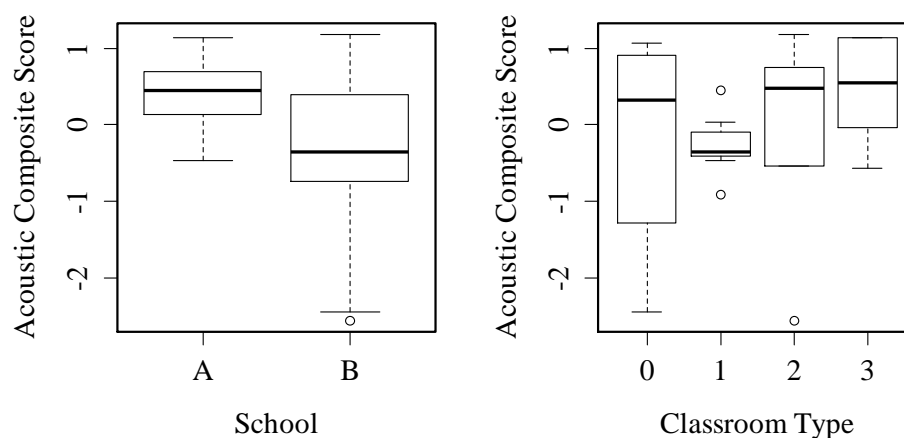 Acoustic Composite Score
1
0
-1
-2
A B
School
Acoustic Composite Score
1
0
-1
-2
0 1 2 3
Classroom Type